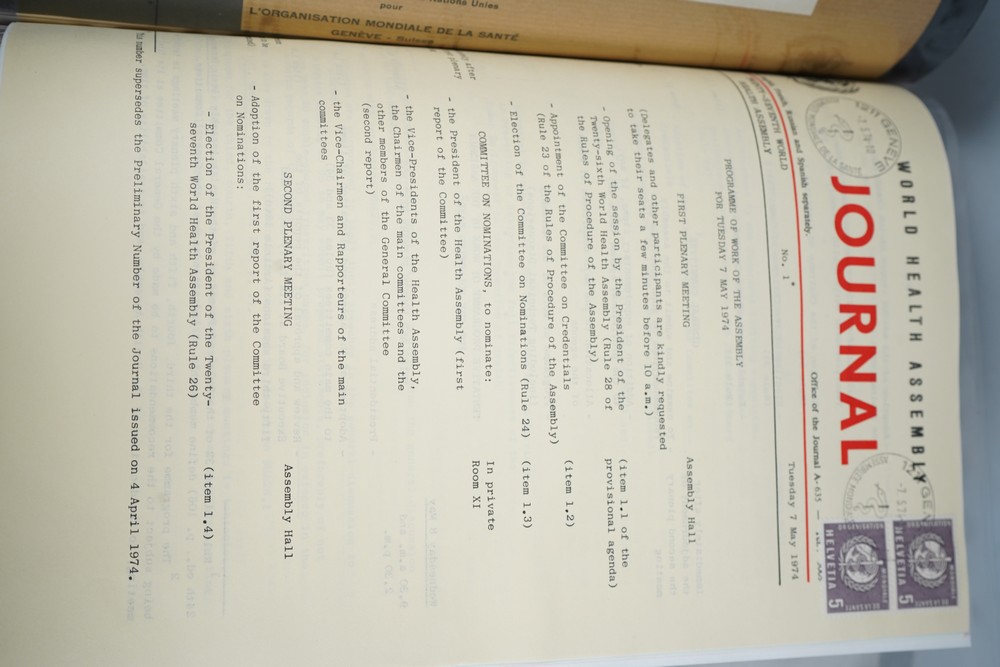 Nations Unies
pour
L'ORGANISATION MONDIALE DE LA SANTÉ
GENÈVE - Suisse
WORLD HEALTH ASSEMBLY
JOURNAL
and Spanish separately.
Office of the Journal A-635 —
-SEVENTH WORLD
HEALTH ASSEMBLY
No. 1*
Tuesday 7 May 1974
HELVETIA 5
HELVETIA 5
PROGRAMME OF WORK OF THE ASSEMBLY
FOR TUESDAY 7 MAY 1974
FIRST PLENARY MEETING
Assembly Hall
(Delegates and other participants are kindly requested
to take their seats a few minutes before 10 a.m.)
- Opening of the session by the President of the
Twenty-sixth World Health Assembly (Rule 28 of
the Rules of Procedure of the Assembly)
(item 1.1 of the
provisional agenda)
- Appointment of the Committee on Credentials
(Rule 23 of the Rules of Procedure of the Assembly)
(item 1.2)
- Election of the Committee on Nominations (Rule 24)
(item 1.3)
COMMITTEE ON NOMINATIONS, to nominate:
In private
Room XI
- the President of the Health Assembly (first
report of the Committee)
- the Vice-Presidents of the Health Assembly,
the Chairmen of the main committees and the
other members of the General Committee
(second report)
- the Vice-Chairmen and Rapporteurs of the main
committees
SECOND PLENARY MEETING
Assembly Hall
- Adoption of the first report of the Committee
on Nominations:
- Election of the President of the Twenty-
seventh World Health Assembly (Rule 26)
(item 1.4)
number supersedes the Preliminary Number of the Journal issued on 4 April 1974.